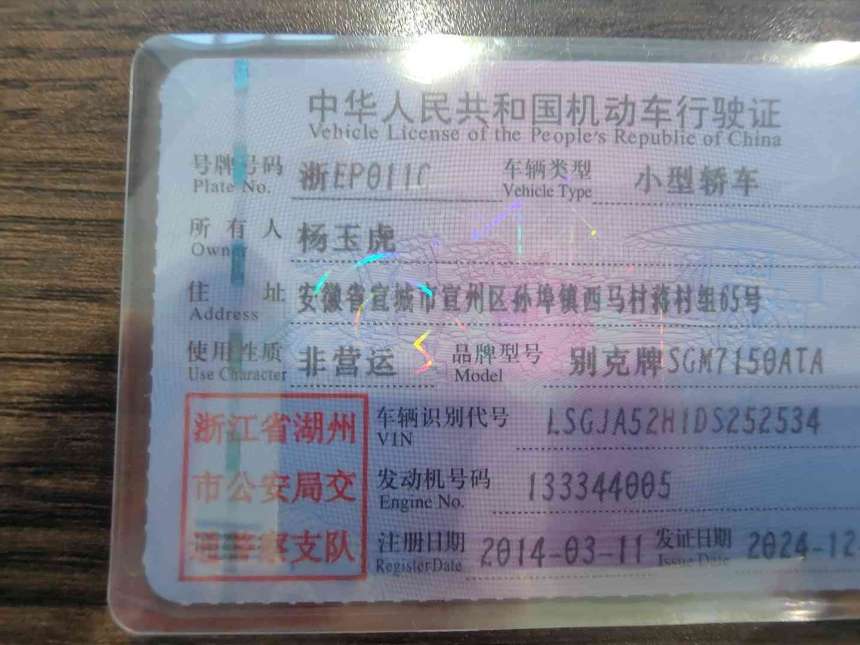 中华人民共和国机动车行驶证
Vehicle License of the People's Republic of China
号牌号码 浙EP011C 车辆类型 小型轿车
Plate No. Vehicle Type
所有人 杨玉虎
Owner
住址 安徽省宣城市宣州区孙埠镇西马村蒋村组65号
Address
使用性质 非营运 品牌型号 别克牌SGM7150ATA
Use Character Model
浙江省湖州 车辆识别代号 LSGJA52H1DS252534
VIN
市公安局交 发动机号码 133344005
Engine No.
通警察支队 注册日期 2014-03-11 发证日期 2024-12
Register Date Issue Date